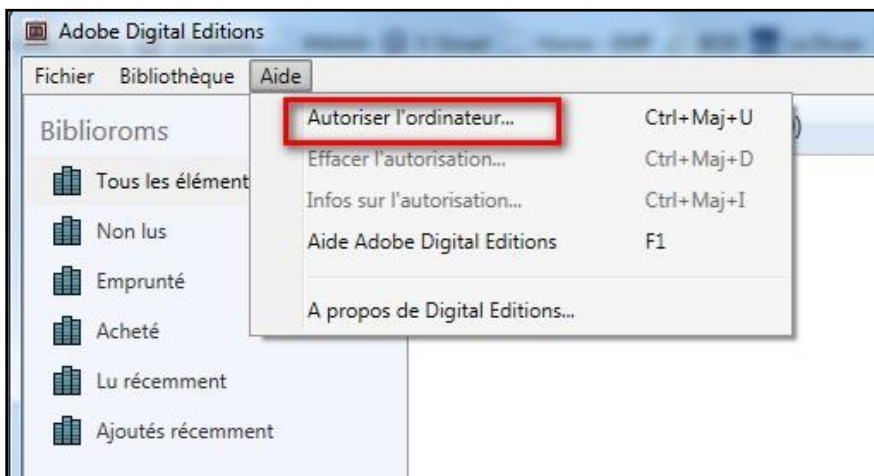 Adobe Digital Editions
Fichier Bibliothèque Aide
Autoriser l'ordinateur... Ctrl+Maj+U
Effacer l'autorisation... Ctrl+Maj+D
Infos sur l'autorisation... Ctrl+Maj+I
Aide Adobe Digital Editions F1
A propos de Digital Editions...
Biblioroms
Tous les élément
Non lus
Emprunté
Acheté
Lu récemment
Ajoutés récemment